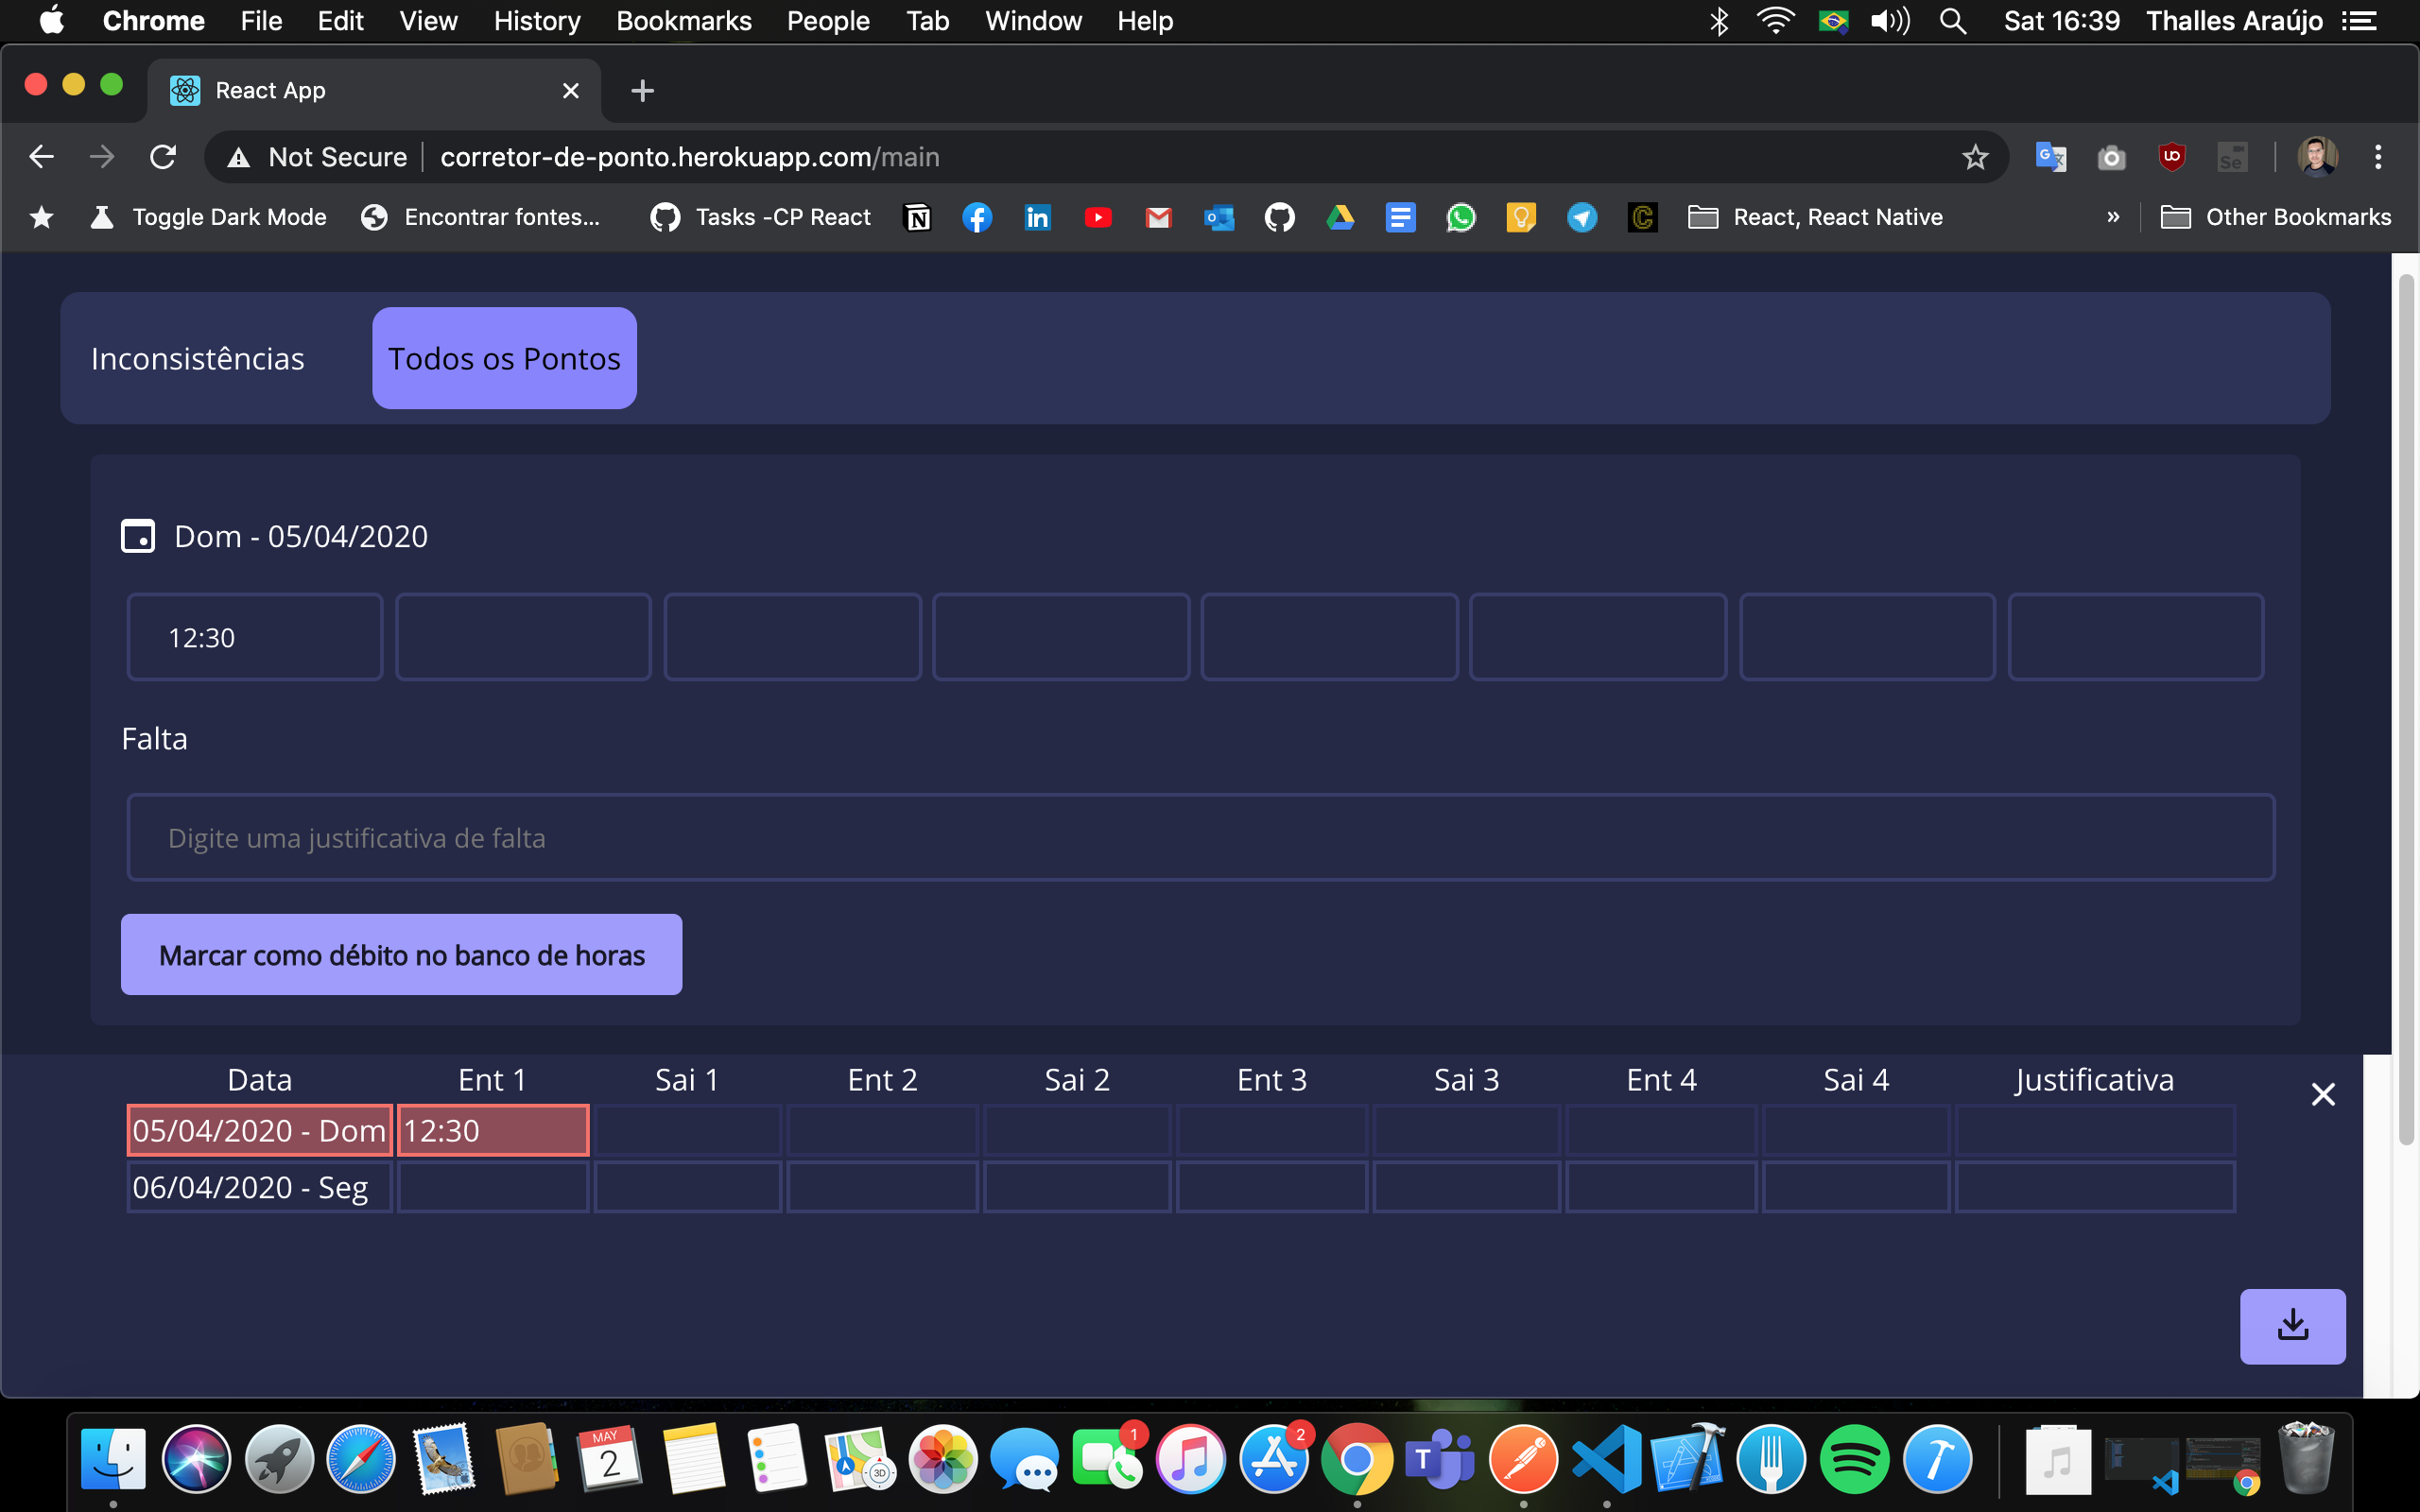 Chrome File Edit View History Bookmarks People Tab Window Help Sat 16:39 Thalles Araújo
React App
Not Secure corretor-de-ponto.herokuapp.com/main
Toggle Dark Mode Encontrar fontes... Tasks -CP React React, React Native » Other Bookmarks
Inconsistências Todos os Pontos
Dom - 05/04/2020
12:30
Falta
Digite uma justificativa de falta
Marcar como débito no banco de horas
Data Ent 1 Sai 1 Ent 2 Sai 2 Ent 3 Sai 3 Ent 4 Sai 4 Justificativa
05/04/2020 - Dom 12:30
06/04/2020 - Seg
MAY 2 3D 1 2 T